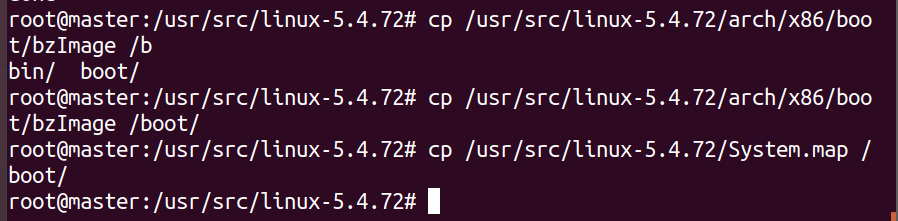 root@master:/usr/src/linux-5.4.72# cp /usr/src/linux-5.4.72/arch/x86/boo
t/bzImage /b
bin/  boot/
root@master:/usr/src/linux-5.4.72# cp /usr/src/linux-5.4.72/arch/x86/boo
t/bzImage /boot/
root@master:/usr/src/linux-5.4.72# cp /usr/src/linux-5.4.72/System.map /
boot/
root@master:/usr/src/linux-5.4.72#